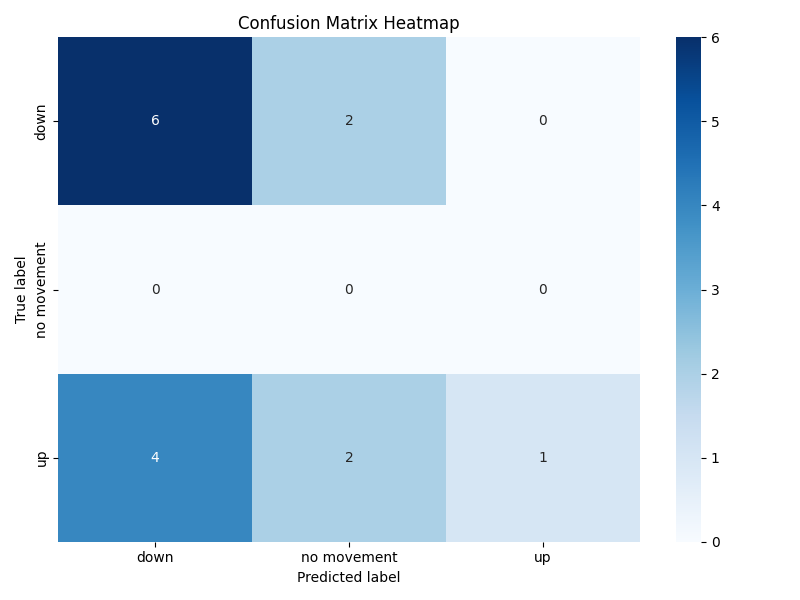 Confusion Matrix Heatmap
True label
down
6
2
0
no movement
0
0
0
up
4
2
1
down
no movement
up
Predicted label
6
5
4
3
2
1
0